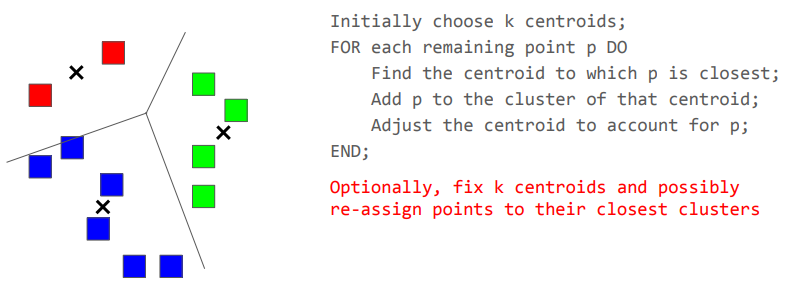 Initially choose k centroids;
FOR each remaining point p DO
Find the centroid to which p is closest;
Add p to the cluster of that centroid;
Adjust the centroid to account for p;
END;
Optionally, fix k centroids and possibly
re-assign points to their closest clusters